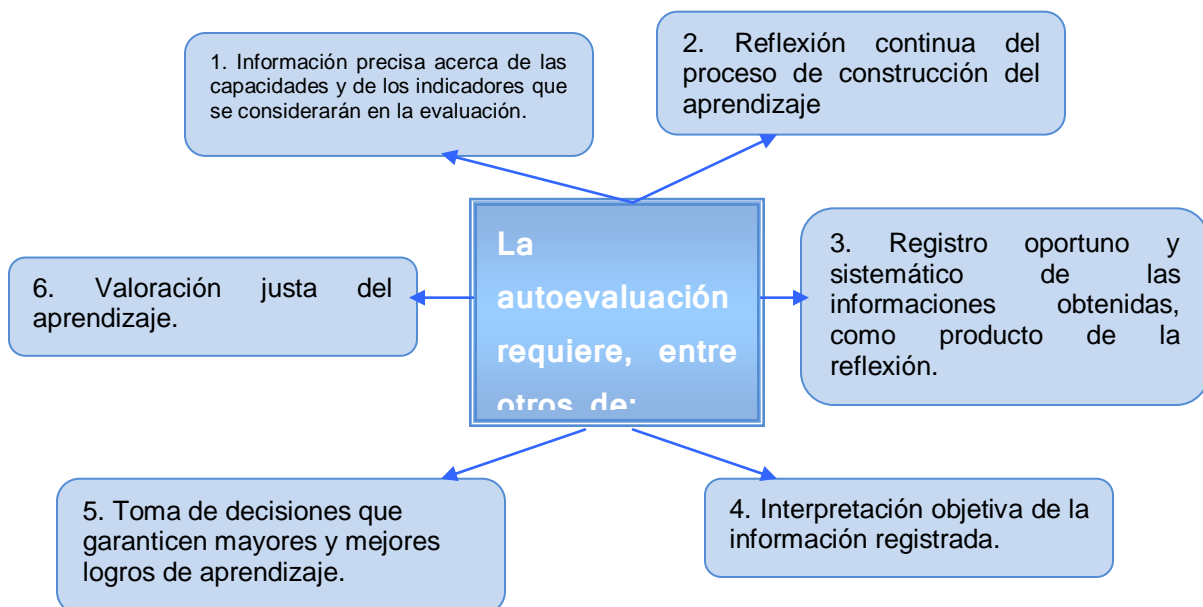 1. Información precisa acerca de las
capacidades y de los indicadores que
se considerarán en la evaluación.
2. Reflexión continua del
proceso de construcción del
aprendizaje
La
autoevaluación
requiere, entre
otros de:
3. Registro oportuno y
sistemático de las
informaciones obtenidas,
como producto de la
reflexión.
6. Valoración justa del
aprendizaje.
5. Toma de decisiones que
garanticen mayores y mejores
logros de aprendizaje.
4. Interpretación objetiva de la
información registrada.